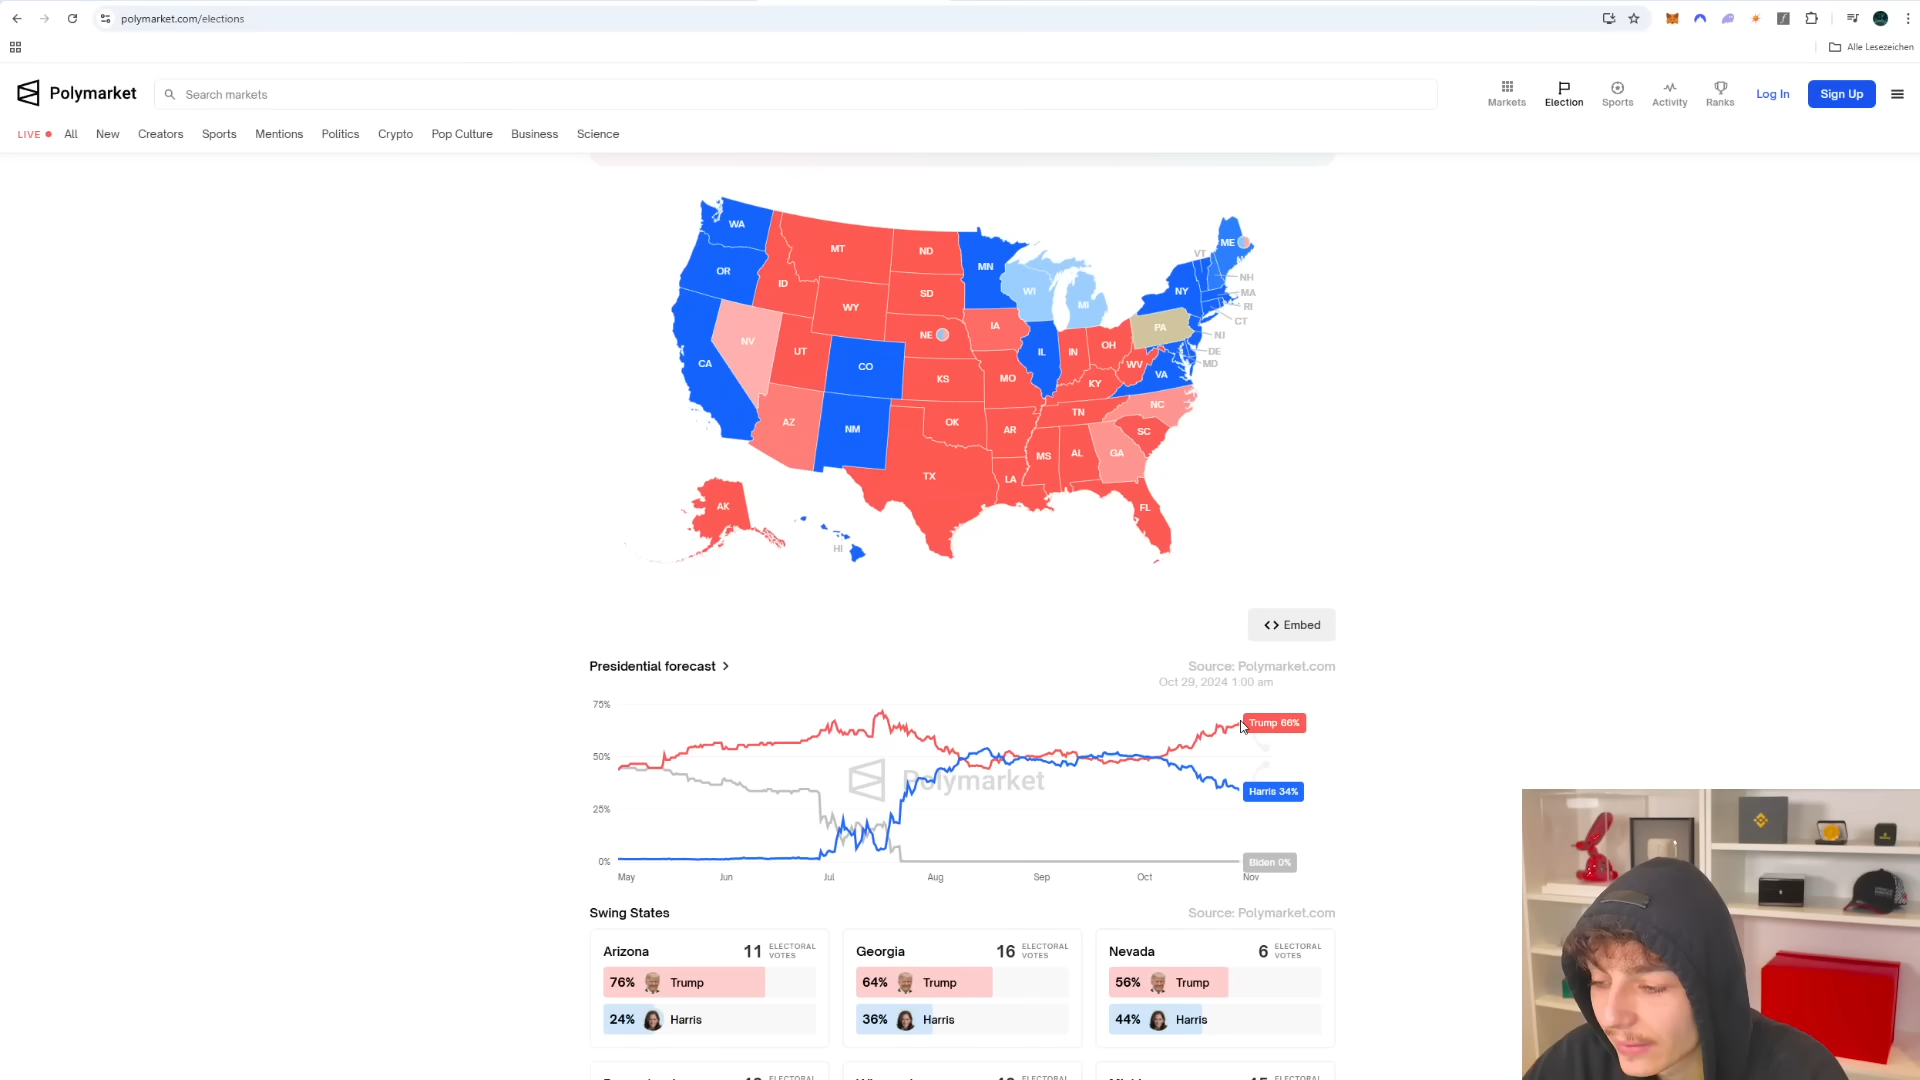 polymarket.com/elections
Alle Lesezeichen
Polymarket
Search markets
Markets
Election
Sports
Activity
Ranks
Log In
Sign Up
LIVE
All
New
Creators
Sports
Mentions
Politics
Crypto
Pop Culture
Business
Science
WA
MT
ND
MN
VT
ME
OR
ID
SD
WI
MI
NY
NH
MA
RI
CT
WY
NV
UT
NE
IA
PA
NJ
DE
MD
CA
CO
KS
MO
IL
IN
OH
WV
VA
KY
AZ
NM
OK
AR
TN
NC
SC
MS
AL
GA
TX
LA
FL
AK
HI
<> Embed
Presidential forecast >
Source: Polymarket.com
Oct 29, 2024 1:00 am
75%
50%
25%
0%
Trump 66%
Harris 34%
Biden 0%
Polymarket
May
Jun
Jul
Aug
Sep
Oct
Nov
Swing States
Source: Polymarket.com
Arizona
11 ELECTORAL VOTES
76% Trump
24% Harris
Georgia
16 ELECTORAL VOTES
64% Trump
36% Harris
Nevada
6 ELECTORAL VOTES
56% Trump
44% Harris
ELECTORAL
ELECTORAL
ELECTORAL